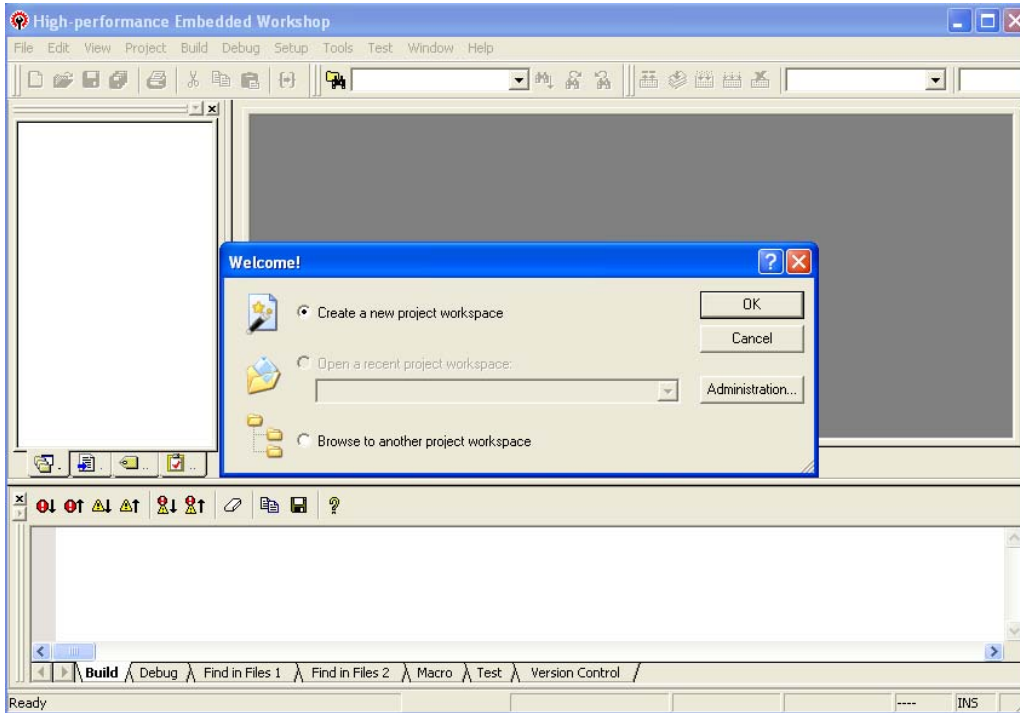 High-performance Embedded Workshop
File Edit View Project Build Debug Setup Tools Test Window Help
Welcome!
Create a new project workspace
OK
Cancel
Open a recent project workspace:
Administration...
Browse to another project workspace
Build Debug Find in Files 1 Find in Files 2 Macro Test Version Control
Ready ---- INS